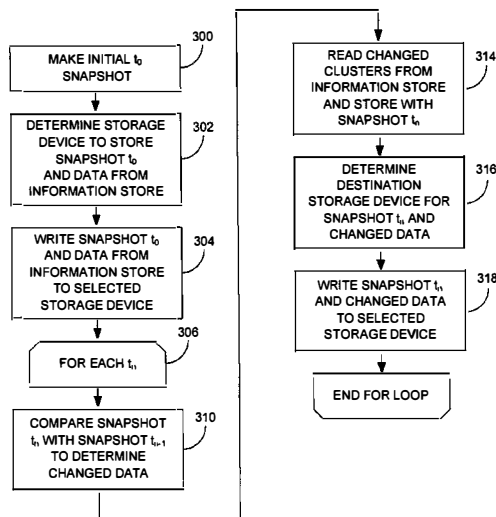 300
MAKE INITIAL t0
SNAPSHOT
302
DETERMINE STORAGE
DEVICE TO STORE
SNAPSHOT t0
AND DATA FROM
INFORMATION STORE
304
WRITE SNAPSHOT t0
AND DATA FROM
INFORMATION STORE
TO SELECTED
STORAGE DEVICE
306
FOR EACH tn
310
COMPARE SNAPSHOT
tn WITH SNAPSHOT tn-1
TO DETERMINE
CHANGED DATA
314
READ CHANGED
CLUSTERS FROM
INFORMATION STORE
AND STORE WITH
SNAPSHOT tn
316
DETERMINE
DESTINATION
STORAGE DEVICE FOR
SNAPSHOT tn AND
CHANGED DATA
318
WRITE SNAPSHOT tn
AND CHANGED DATA
TO SELECTED
STORAGE DEVICE
END FOR LOOP